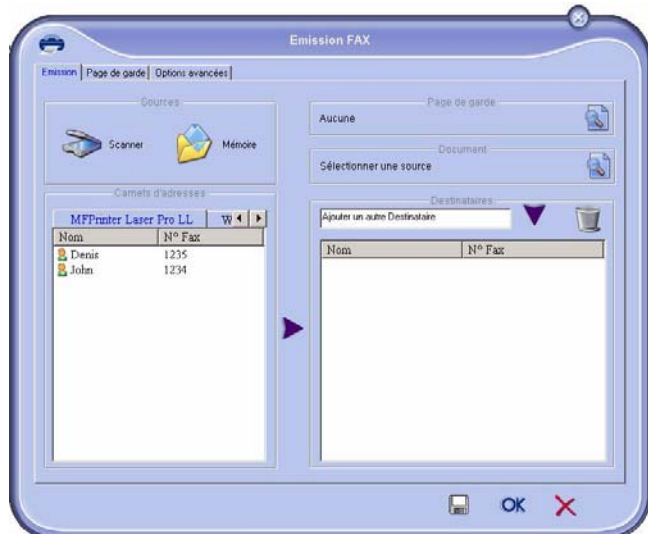 Emission FAX
Emission Page de garde Options avancées
Sources
Scanner Mémoire
Page de garde
Aucune
Document
Sélectionner une source
Carnets d'adresses
MFPrinter Laser Pro LL W
Nom N° Fax
Denis 1235
John 1234
Destinataires
Ajouter un autre Destinataire
Nom N° Fax
OK